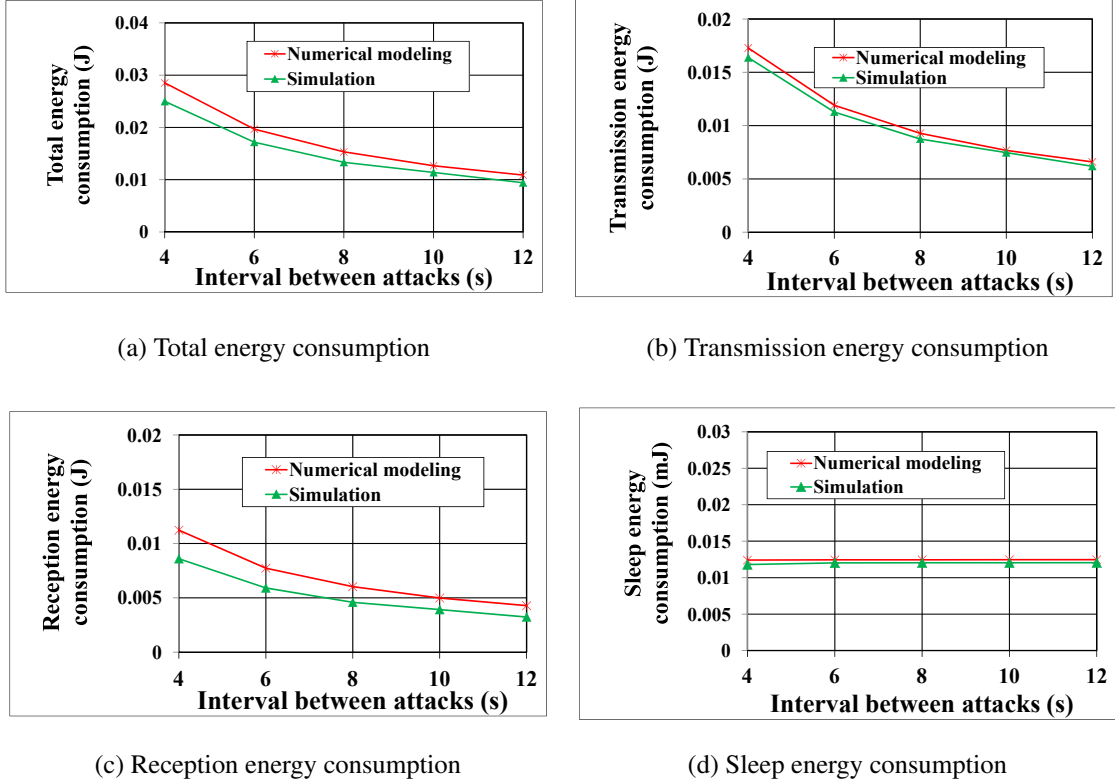 0.04
0.03
0.02
0.01
0
Total energy
consumption (J)
Numerical modeling
Simulation
4 6 8 10 12
Interval between attacks (s)
(a) Total energy consumption
0.02
0.015
0.01
0.005
0
Transmission energy
consumption (J)
Numerical modeling
Simulation
4 6 8 10 12
Interval between attacks (s)
(b) Transmission energy consumption
0.02
0.015
0.01
0.005
0
Reception energy
consumption (J)
Numerical modeling
Simulation
4 6 8 10 12
Interval between attacks (s)
(c) Reception energy consumption
0.03
0.025
0.02
0.015
0.01
0.005
0
Sleep energy
consumption (mJ)
Numerical modeling
Simulation
4 6 8 10 12
Interval between attacks (s)
(d) Sleep energy consumption